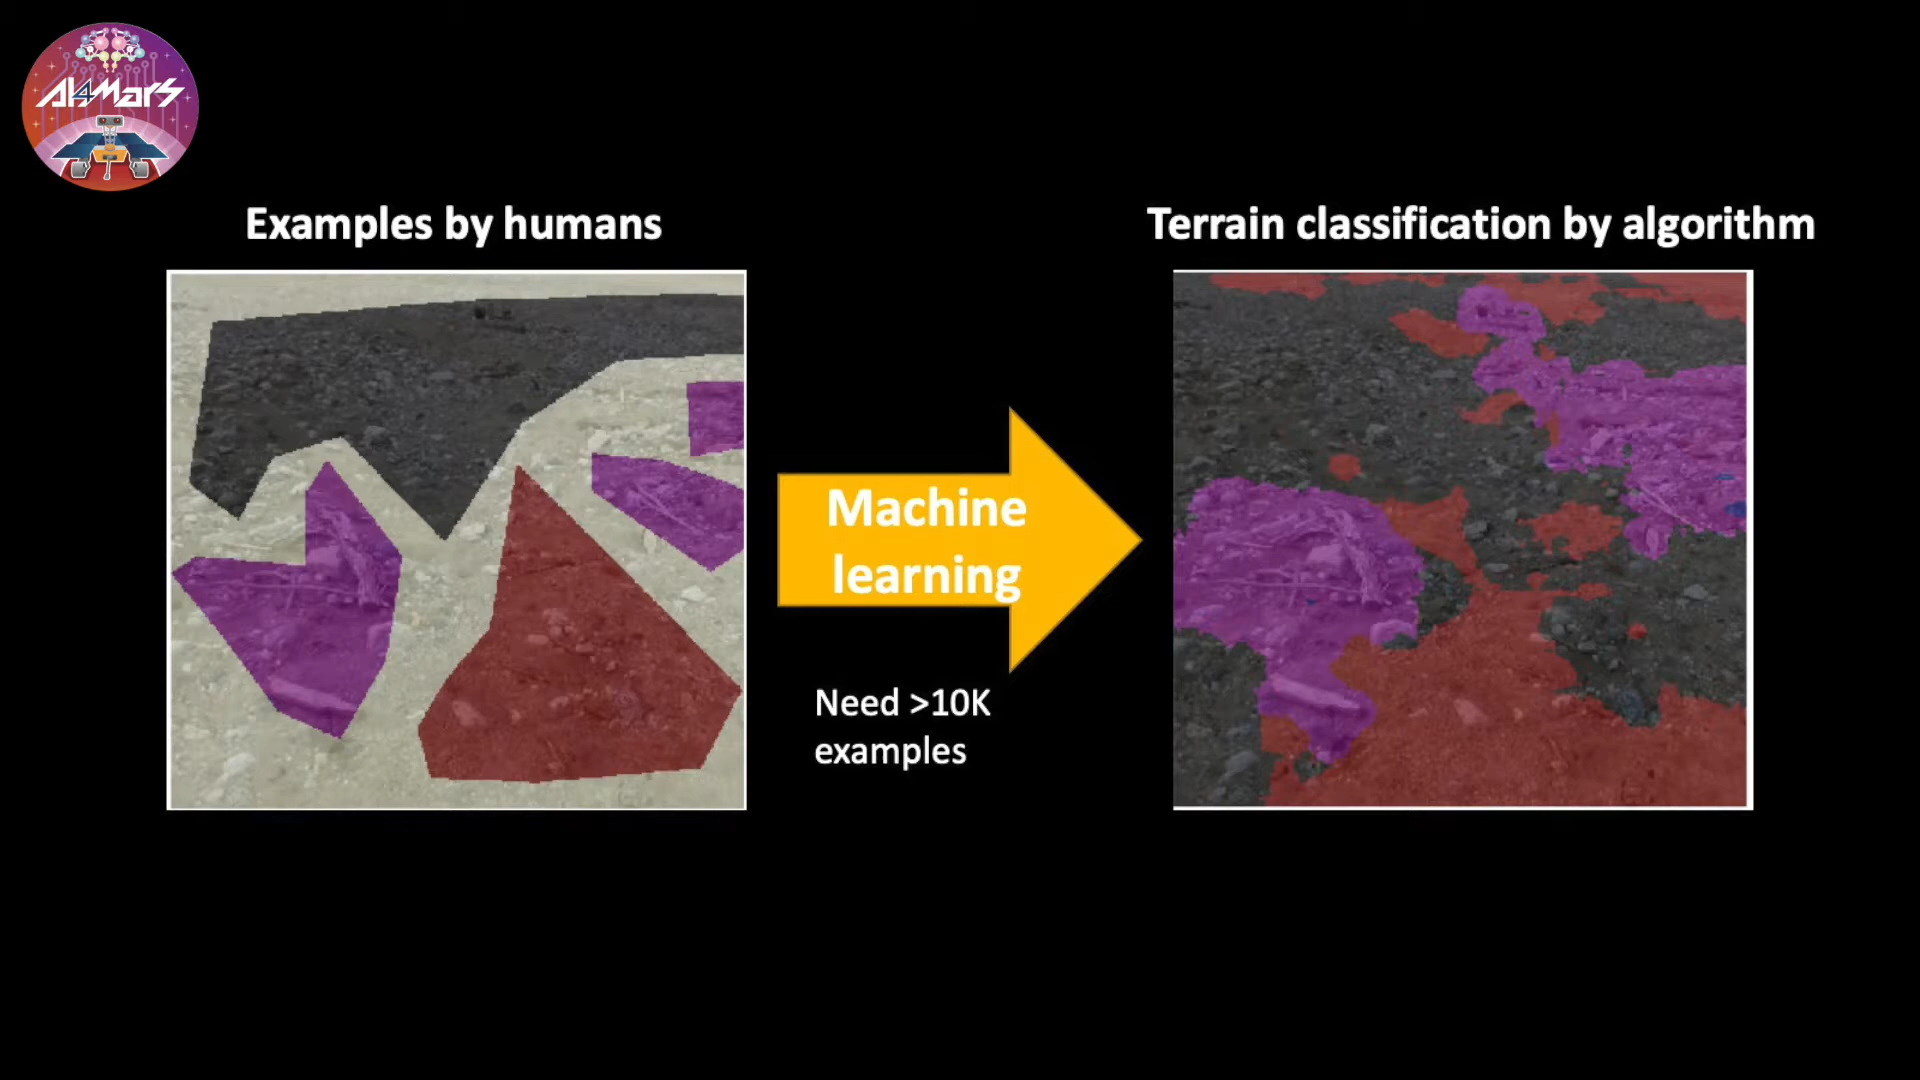 AI4Mars
Examples by humans
Terrain classification by algorithm
Machine
learning
Need >10K
examples